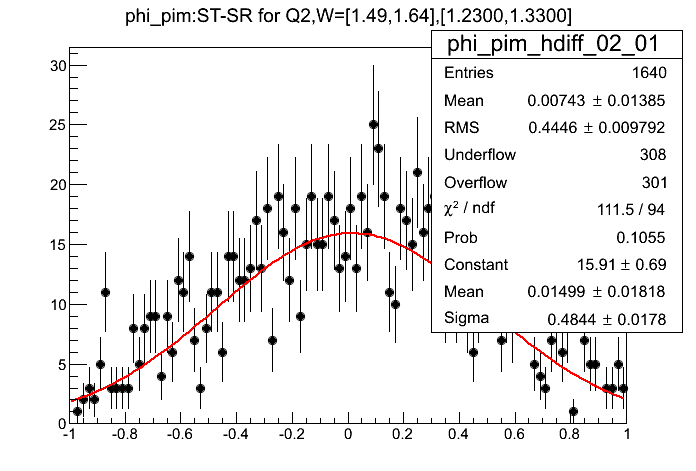 phi_pim:ST-SR for Q2,W=[1.49,1.64],[1.2300,1.3300]
phi_pim_hdiff_02_01
Entries 1640
Mean 0.00743 ± 0.01385
RMS 0.4446 ± 0.009792
Underflow 308
Overflow 301
χ² / ndf 111.5 / 94
Prob 0.1055
Constant 15.91 ± 0.69
Mean 0.01499 ± 0.01818
Sigma 0.4844 ± 0.0178
30
25
20
15
10
5
0
-1 -0.8 -0.6 -0.4 -0.2 0 0.2 0.4 0.6 0.8 1